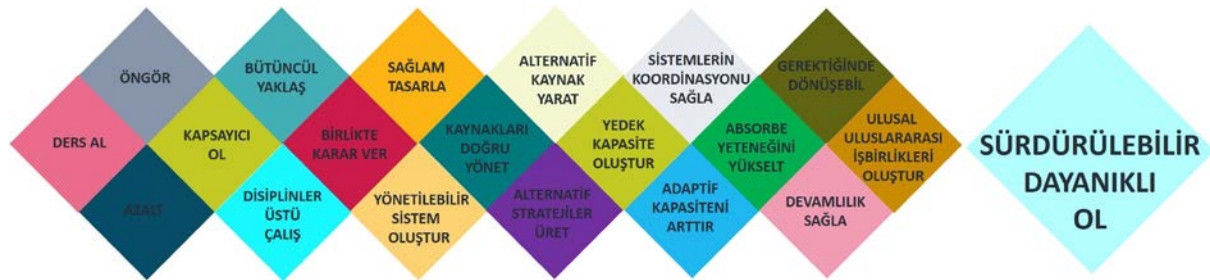 DERS AL
ÖNGÖR
AZALT
KAPSAYICI
OL
BÜTÜNCÜL
YAKLAŞ
DİSİPLİNLER
ÜSTÜ
ÇALIŞ
BİRLİKTE
KARAR VER
SAĞLAM
TASARLA
YÖNETİLEBİLİR
SİSTEM
OLUŞTUR
KAYNAKLARI
DOĞRU
YÖNET
ALTERNATİF
KAYNAK
YARAT
ALTERNATİF
STRATEJİLER
ÜRET
YEDEK
KAPASİTE
OLUŞTUR
SİSTEMLERİN
KOORDİNASYONU
SAĞLA
ADAPTİF
KAPASİTENİ
ARTTIR
ABSORBE
YETENEĞİNİ
YÜKSELT
GEREKTİĞİNDE
DÖNÜŞEBİL
DEVAMLILIK
SAĞLA
ULUSAL
ULUSLARARASI
İŞBİRLİKLERİ
OLUŞTUR
SÜRDÜRÜLEBİLİR
DAYANIKLI
OL